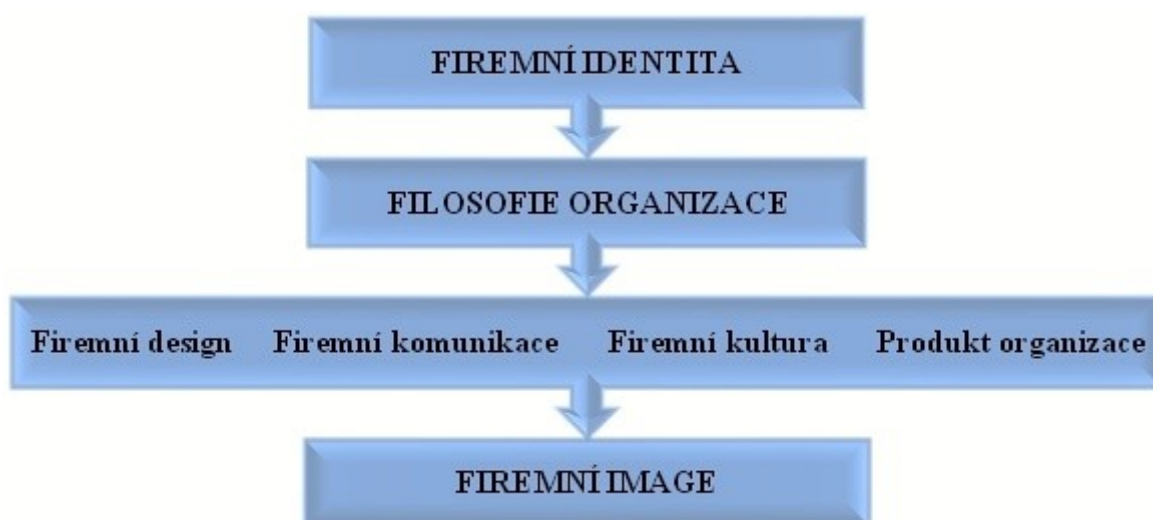 FIREMNÍ IDENTITA
FILOSOFIE ORGANIZACE
Firemní design Firemní komunikace Firemní kultura Produkt organizace
FIREMNÍ IMAGE